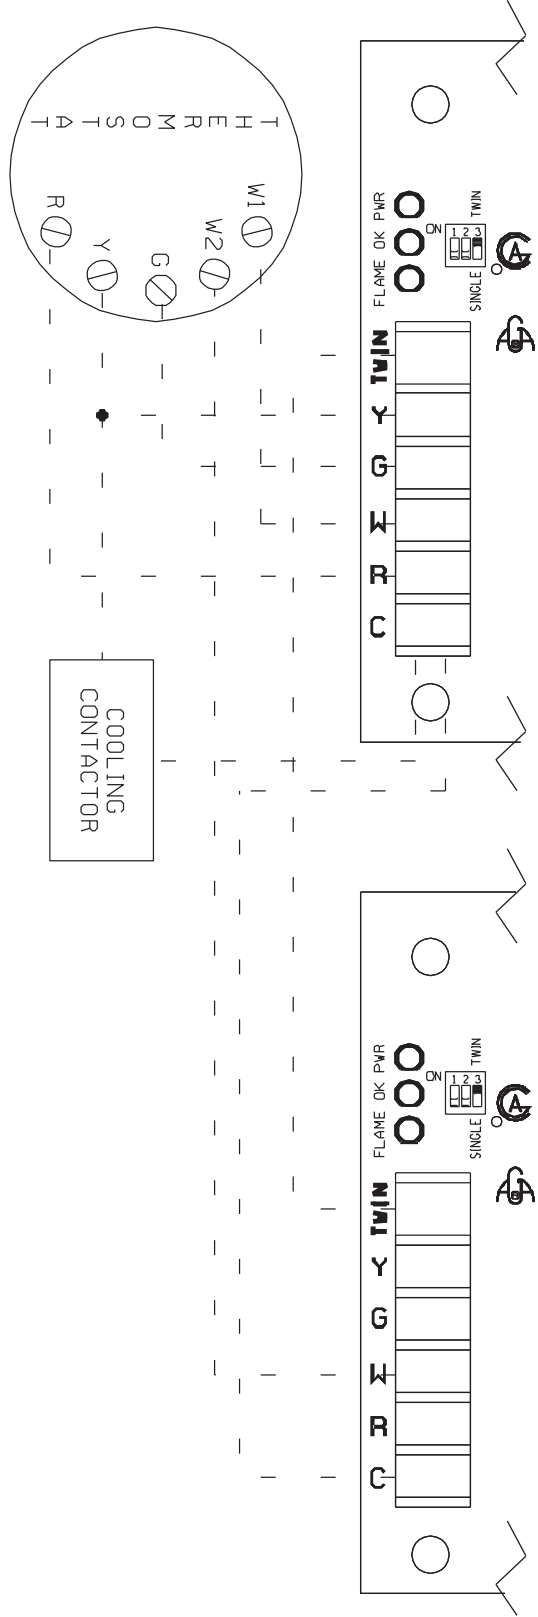 THERMOSTAT
R
Y
G
W2
W1
COOLING
CONTACTOR
FLAME OK PWR
ON
1 2 3
TWIN
SINGLE
TWIN
Y
G
W
R
C
FLAME OK PWR
ON
1 2 3
TWIN
SINGLE
TWIN
Y
G
W
R
C